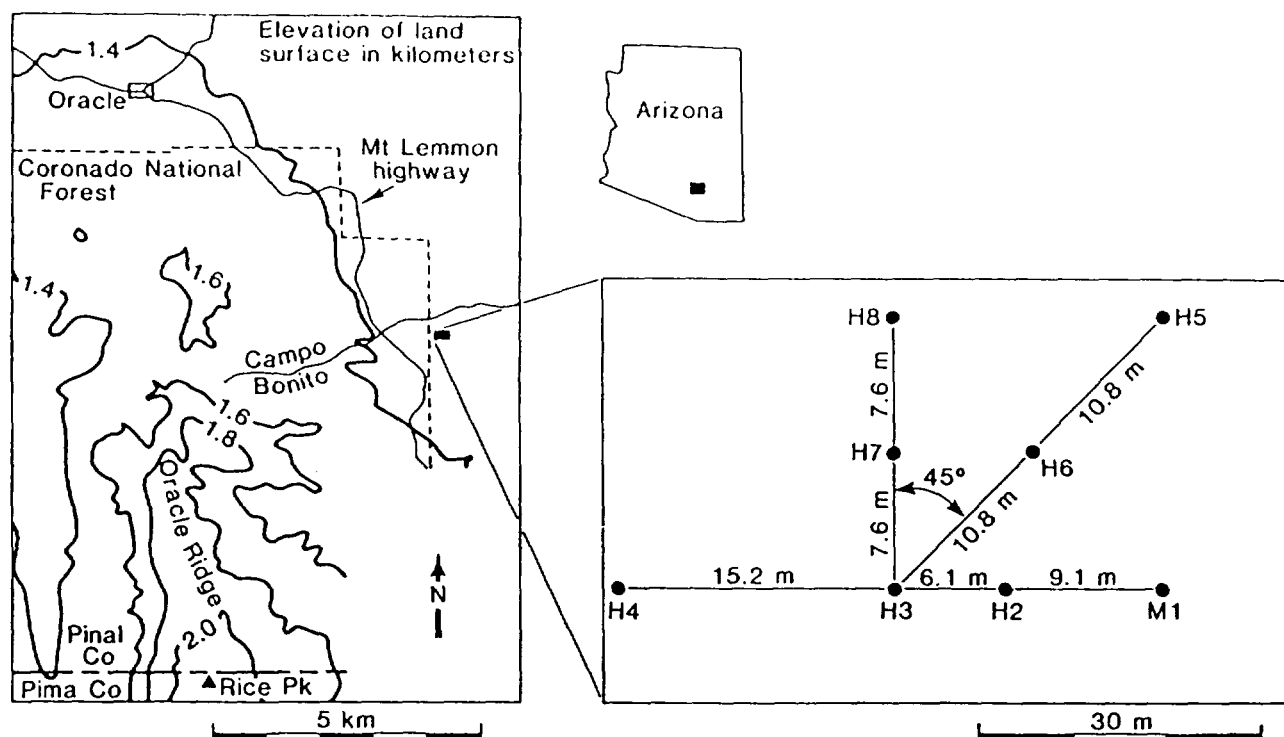 Elevation of land
surface in kilometers
1.4
Oracle
Mt Lemmon
highway
Coronado National
Forest
1.4
1.6
Campo
Bonito
1.6
1.8
Oracle Ridge
2.0
N
Pinal
Co
Pima Co
Rice Pk
5 km
Arizona
H8
H5
7.6 m
10.8 m
H7
H6
45°
7.6 m
10.8 m
15.2 m
6.1 m
9.1 m
H4
H3
H2
M1
30 m